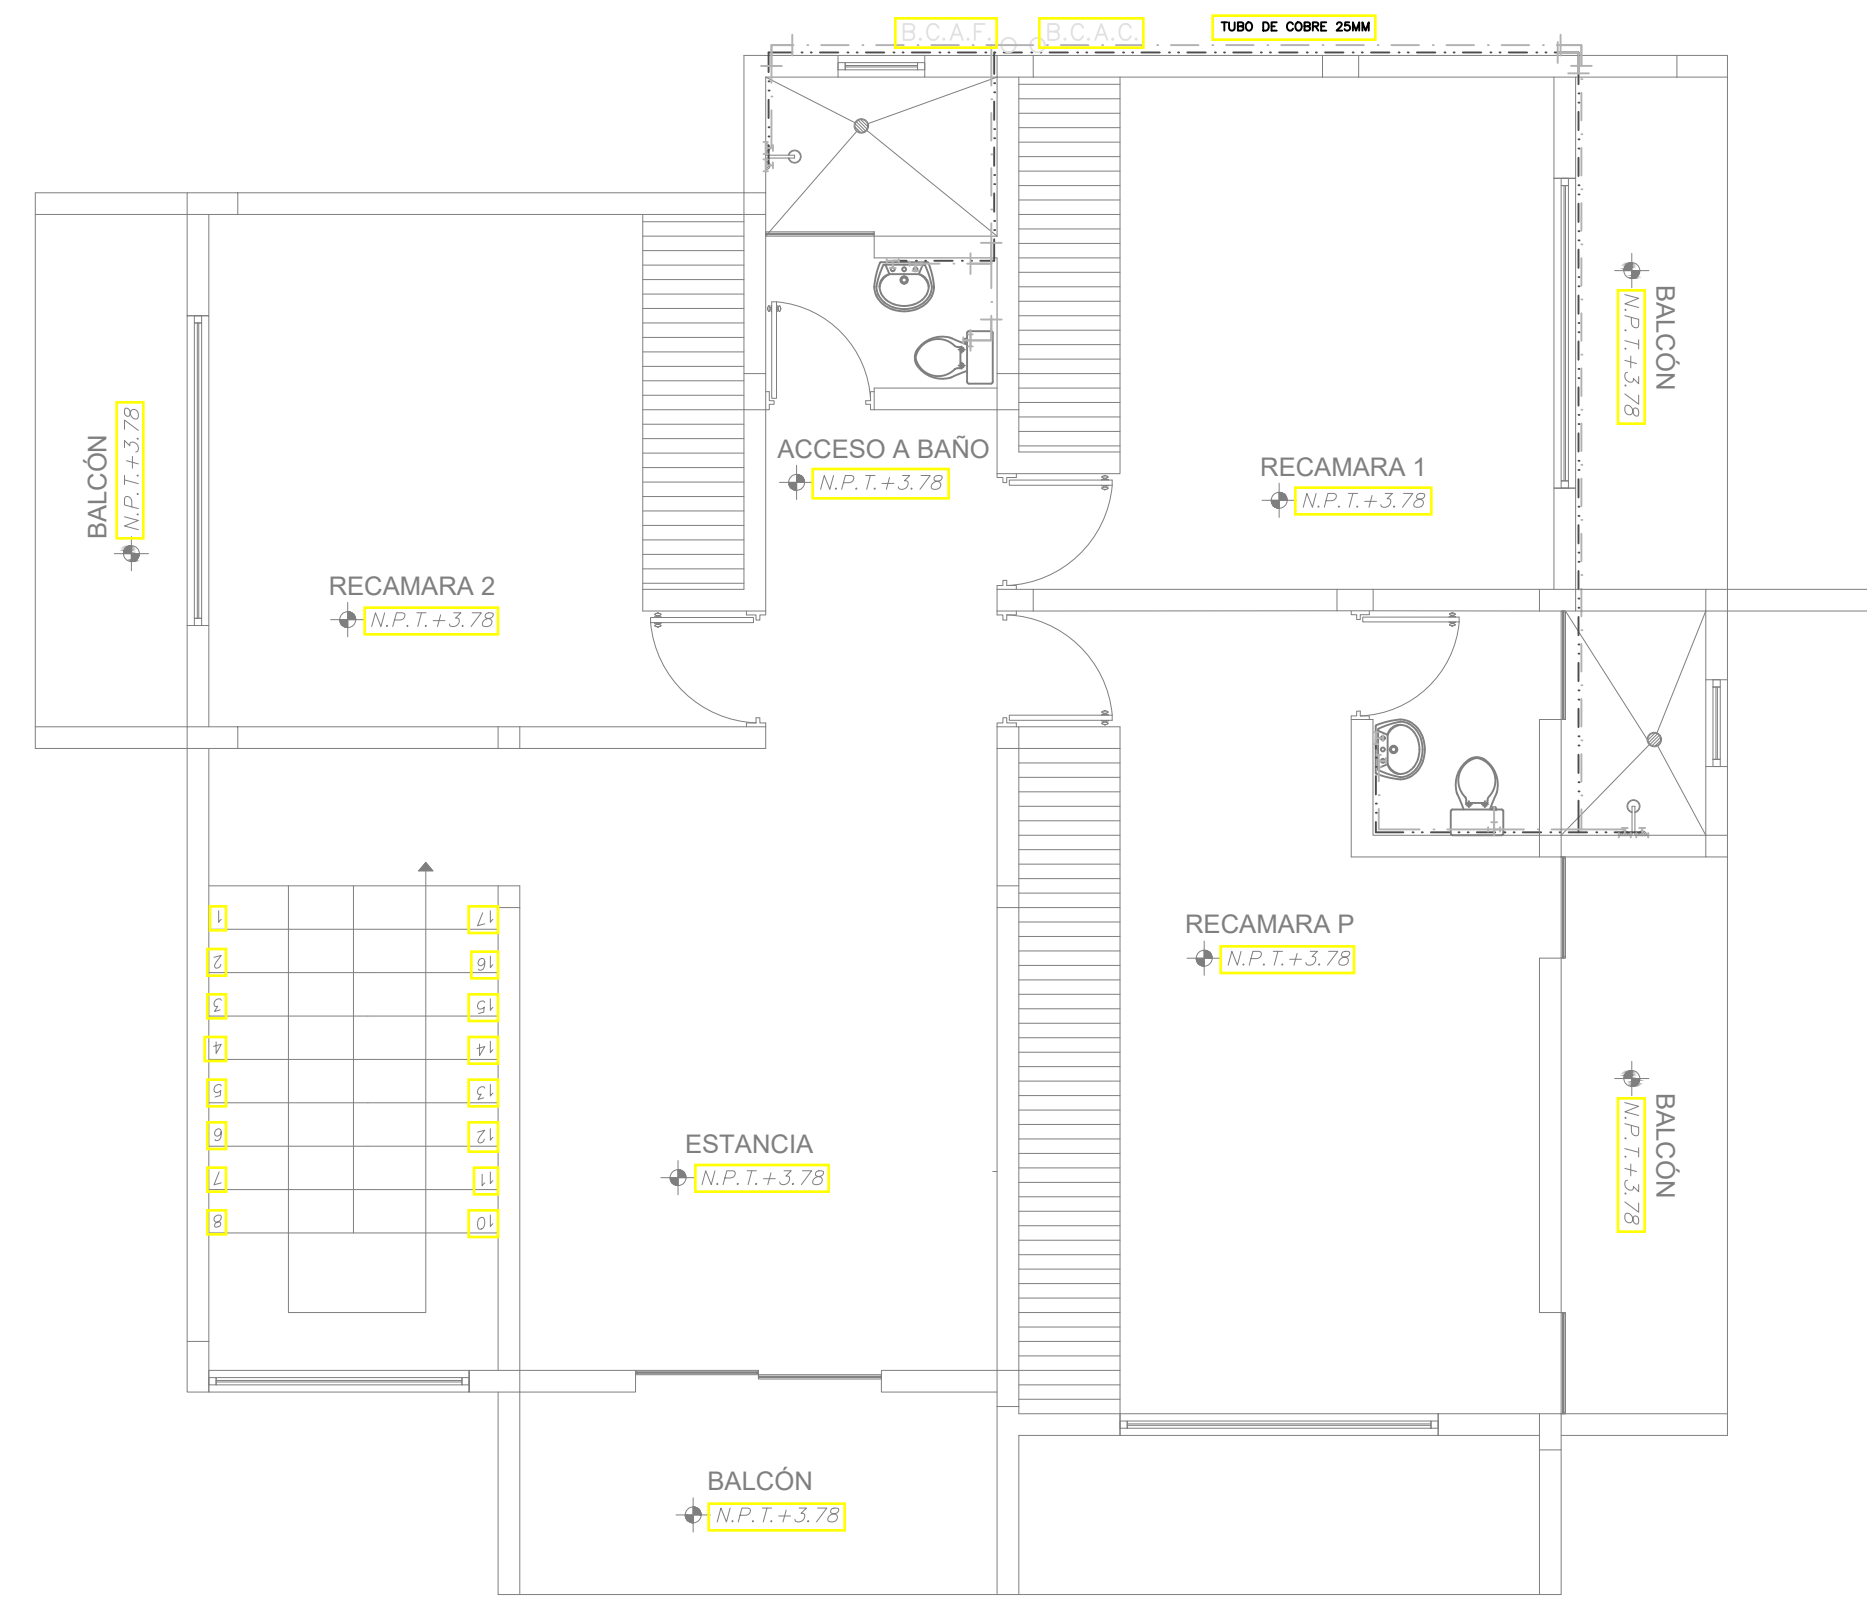 B.C.A.F.
B.C.A.C.
TUBO DE COBRE 25MM
BALCÓN
N.P.T.+3.78
BALCÓN
N.P.T.+3.78
ACCESO A BAÑO
N.P.T.+3.78
RECAMARA 1
N.P.T.+3.78
RECAMARA 2
N.P.T.+3.78
1
17
2
16
3
15
4
14
5
13
6
12
7
11
8
10
RECAMARA P
N.P.T.+3.78
ESTANCIA
N.P.T.+3.78
BALCÓN
N.P.T.+3.78
BALCÓN
N.P.T.+3.78